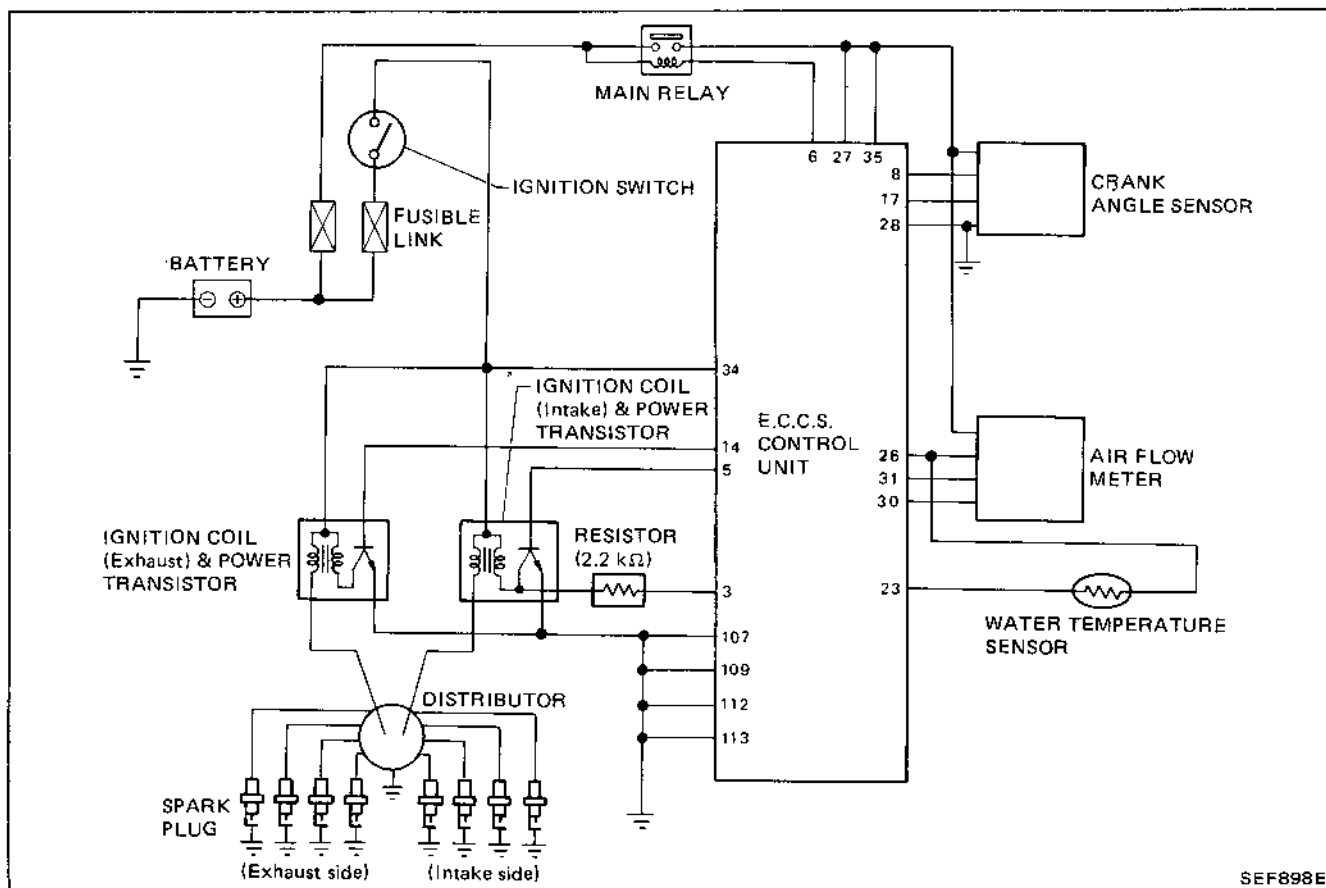 MAIN RELAY
6 27 35
8
17
28
CRANK
ANGLE SENSOR
IGNITION SWITCH
FUSIBLE
LINK
BATTERY
⊖ ⊕
34
IGNITION COIL
(Intake) & POWER
TRANSISTOR
14
5
E.C.C.S.
CONTROL
UNIT
26
31
30
AIR FLOW
METER
IGNITION COIL
(Exhaust) & POWER
TRANSISTOR
RESISTOR
(2.2 kΩ)
3
23
WATER TEMPERATURE
SENSOR
107
109
112
113
DISTRIBUTOR
SPARK
PLUG
(Exhaust side)
(Intake side)
SEF898E